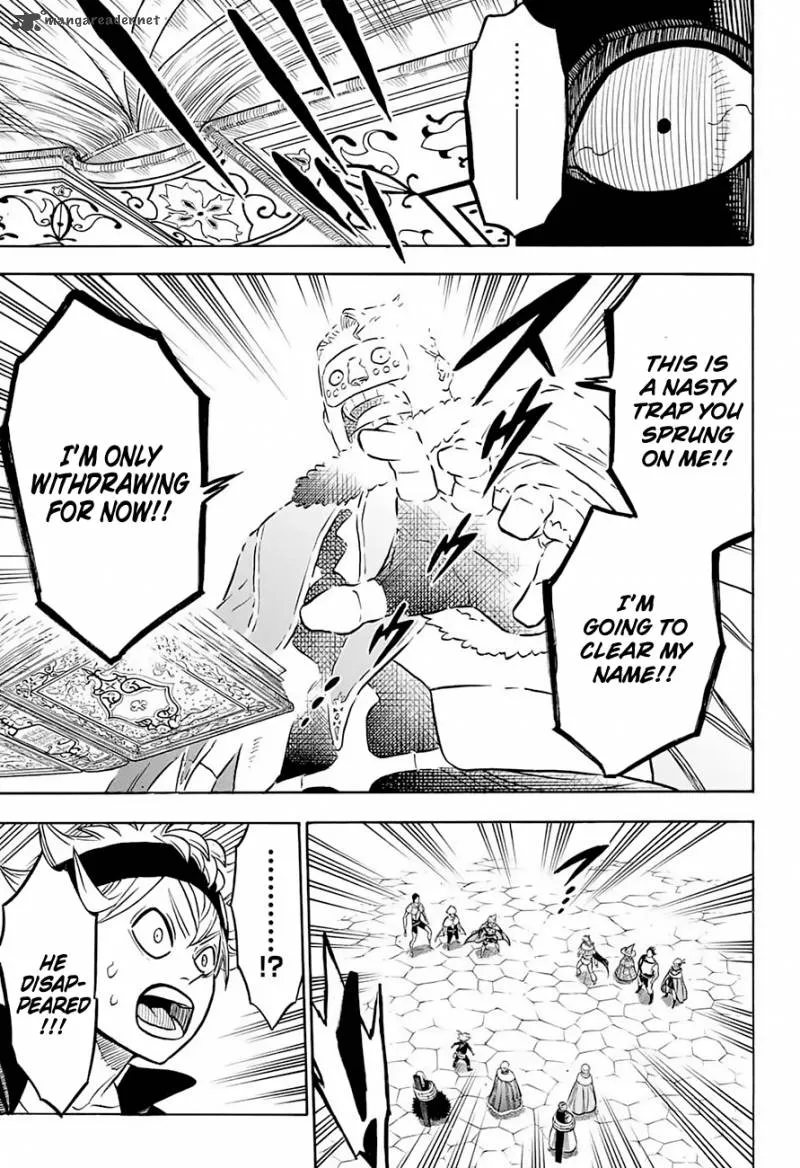 mangareader.net
............
THIS IS
A NASTY
TRAP YOU
SPRUNG
ON ME!!
I'M
GOING TO
CLEAR MY
NAME!!
I'M ONLY
WITHDRAWING
FOR NOW!!
.........!?
HE
DISAP-
PEARED
!!!